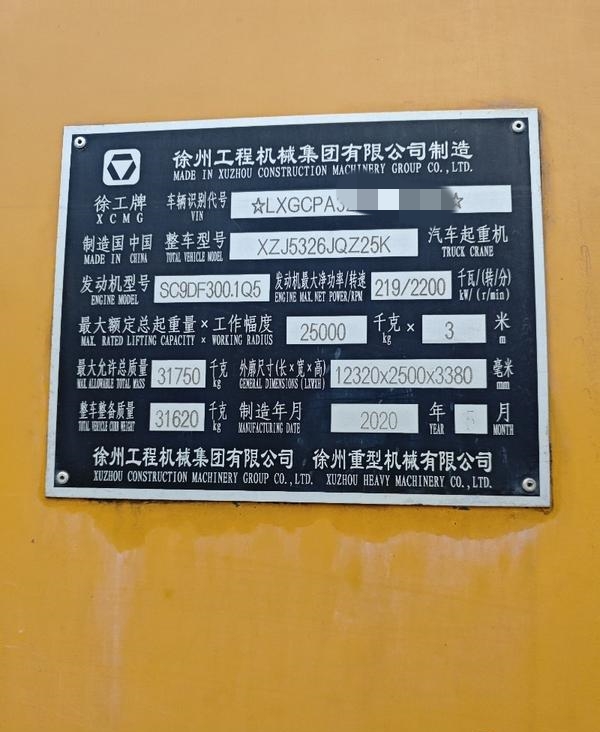 徐州工程机械集团有限公司制造
MADE IN XUZHOU CONSTRUCTION MACHINERY GROUP CO.,LTD.
徐工牌 车辆识别代号 ☆LXGCPA3 ☆
XCMG VIN
制造国 中国 整车型号 XZJ5326JQZ25K 汽车起重机
MADE IN CHINA TOTAL VEHICLE MODEL TRUCK CRANE
发动机型号 SC9DF300.1Q5 发动机最大净功率/转速 219/2200 千瓦/(转/分)
ENGINE MODEL ENGINE MAX.NET POWER/RPM kW/(r/min)
最大额定总起重量×工作幅度 25000 千克 × 3 米
MAX. RATED LIFTING CAPACITY × WORKING RADIUS kg m
最大允许总质量 31750 千克 外廓尺寸(长×宽×高) 12320x2500x3380 毫米
MAX ALLOWABLE TOTAL MASS kg GENERAL DIMENSIONS (LXWXH) mm
整车整备质量 31620 千克 制造年月 2020 年 5 月
TOTAL VEHICLE CURB WEIGHT kg MANUFACTURING DATE YEAR MONTH
徐州工程机械集团有限公司 徐州重型机械有限公司
XUZHOU CONSTRUCTION MACHINERY GROUP CO.,LTD. XUZHOU HEAVY MACHINERY CO.,LTD.